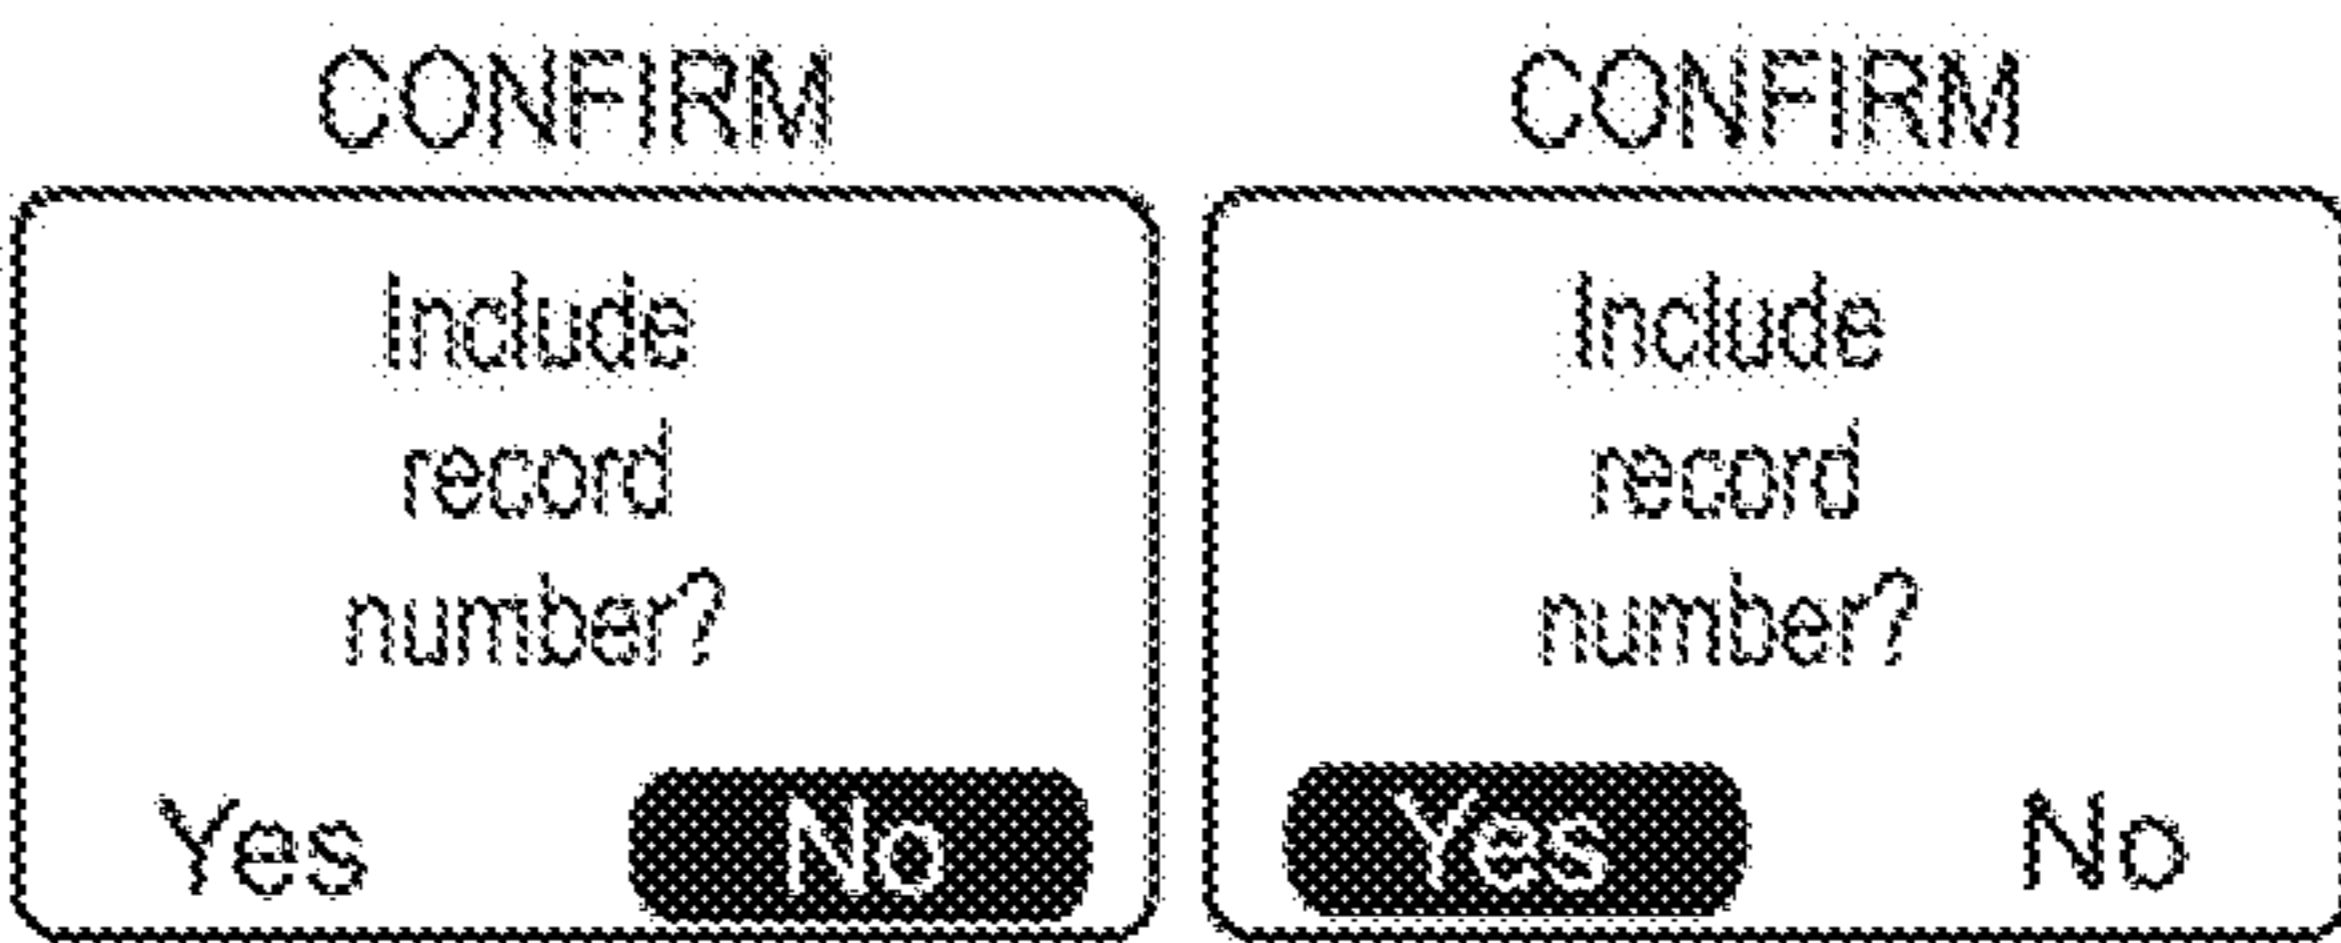 CONFIRM
Include
record
number?
Yes No
CONFIRM
Include
record
number?
Yes No